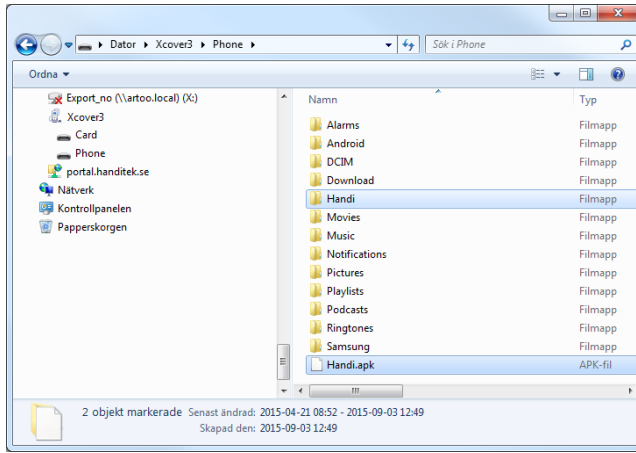 Dator Xcover3 Phone
Sök i Phone
Ordna
Export_no (\\artoo.local) (X:)
Xcover3
Card
Phone
portal.handitek.se
Nätverk
Kontrollpanelen
Papperskorgen
Namn Typ
Alarms Filmapp
Android Filmapp
DCIM Filmapp
Download Filmapp
Handi Filmapp
Movies Filmapp
Music Filmapp
Notifications Filmapp
Pictures Filmapp
Playlists Filmapp
Podcasts Filmapp
Ringtones Filmapp
Samsung Filmapp
Handi.apk APK-fil
2 objekt markerade Senast ändrad: 2015-04-21 08:52 - 2015-09-03 12:49
Skapad den: 2015-09-03 12:49